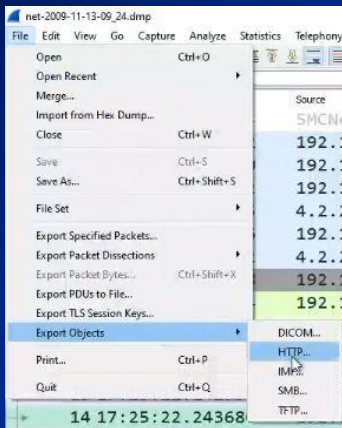 net-2009-11-13-09_24.dmp
File Edit View Go Capture Analyze Statistics Telephony
Open Ctrl+O
Open Recent
Merge...
Import from Hex Dump...
Close Ctrl+W
Save Ctrl+S
Save As... Ctrl+Shift+S
File Set
Export Specified Packets...
Export Packet Dissections
Export Packet Bytes... Ctrl+Shift+X
Export PDUs to File...
Export TLS Session Keys...
Export Objects
Print... Ctrl+P
Quit Ctrl+Q
DICOM...
HTTP...
IMF...
SMB...
TFTP...
Source
SMCNe
192.1
192.1
192.1
4.2.2
192.1
4.2.2
192.1
192.1
14 17:25:22.24368